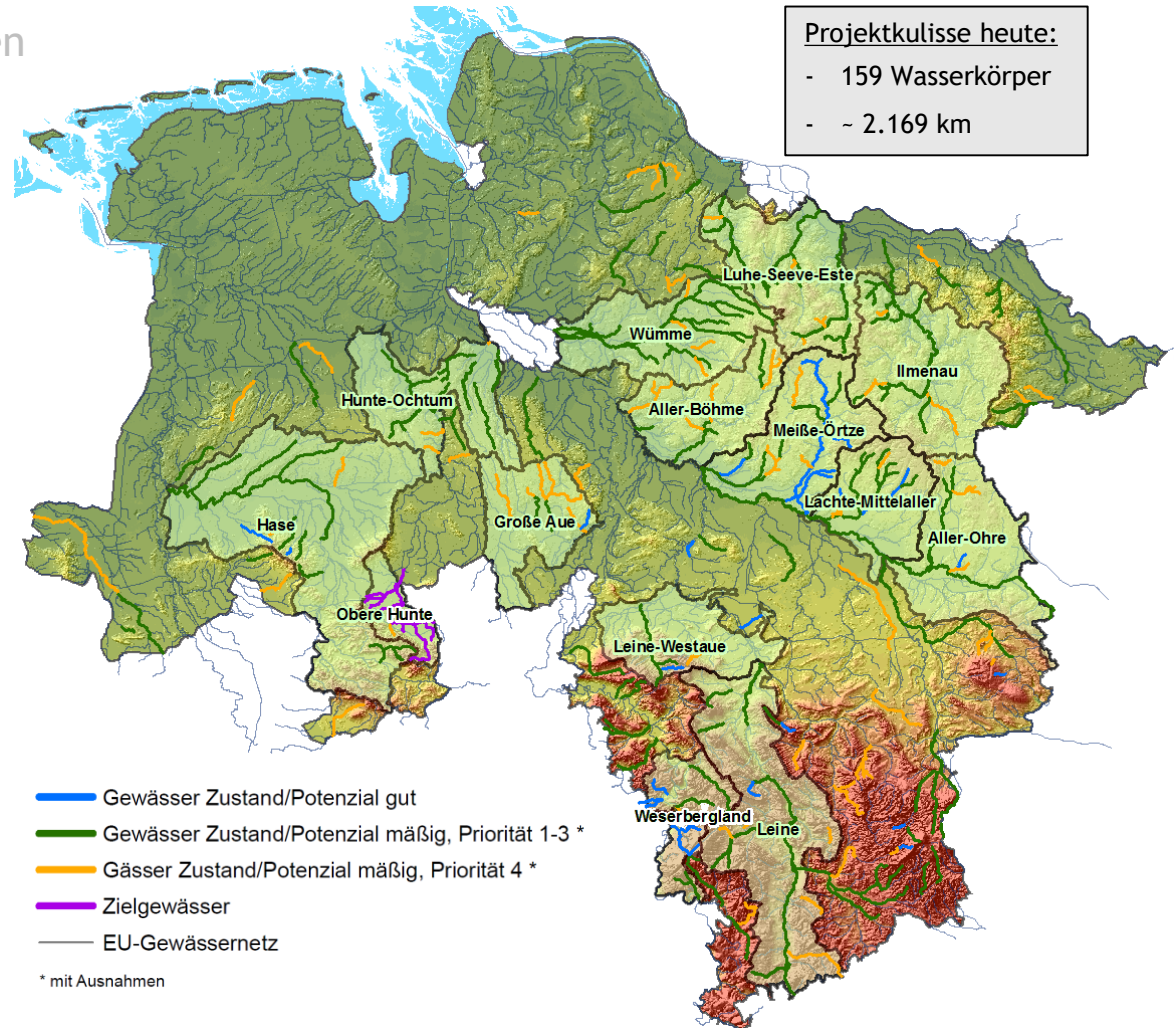 Projektkulisse heute:
- 159 Wasserkörper
- ~ 2.169 km
Luhe-Seeve-Este
Wümme
Ilmenau
Hunte-Ochtum
Aller-Böhme
Meiße-Örtze
Lachte-Mittelaller
Hase
Große Aue
Aller-Ohre
Obere Hunte
Leine-Westaue
Weserbergland
Leine
Gewässer Zustand/Potenzial gut
Gewässer Zustand/Potenzial mäßig, Priorität 1-3 *
Gässer Zustand/Potenzial mäßig, Priorität 4 *
Zielgewässer
EU-Gewässernetz
* mit Ausnahmen